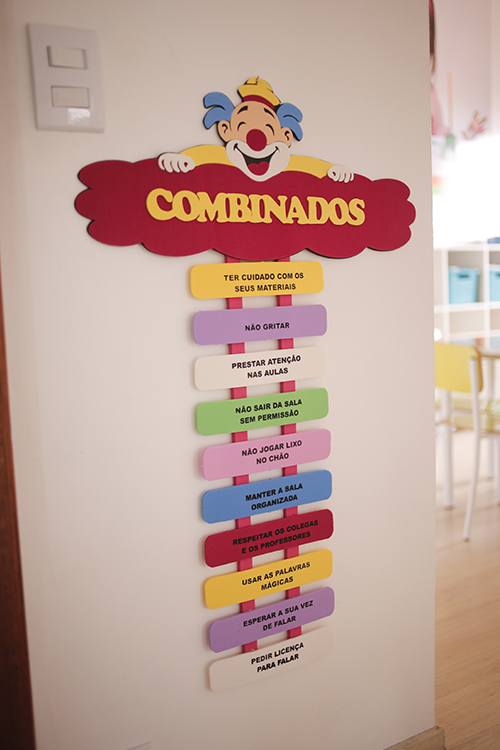 COMBINADOS
TER CUIDADO COM OS
SEUS MATERIAIS
NÃO GRITAR
PRESTAR ATENÇÃO
NAS AULAS
NÃO SAIR DA SALA
SEM PERMISSÃO
NÃO JOGAR LIXO
NO CHÃO
MANTER A SALA
ORGANIZADA
RESPEITAR OS COLEGAS
E OS PROFESSORES
USAR AS PALAVRAS
MÁGICAS
ESPERAR A SUA VEZ
DE FALAR
PEDIR LICENÇA
PARA FALAR